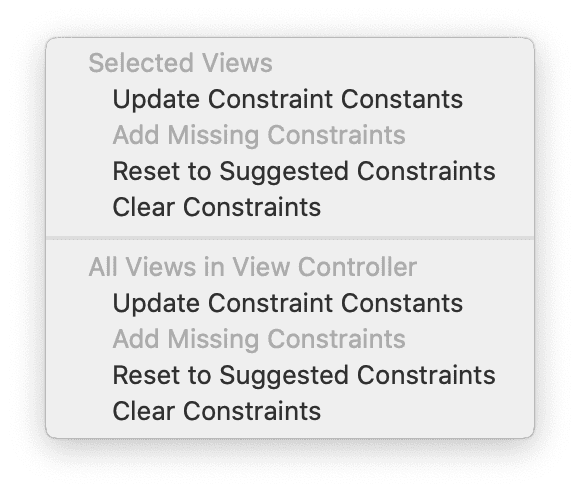 Selected Views
Update Constraint Constants
Add Missing Constraints
Reset to Suggested Constraints
Clear Constraints
All Views in View Controller
Update Constraint Constants
Add Missing Constraints
Reset to Suggested Constraints
Clear Constraints